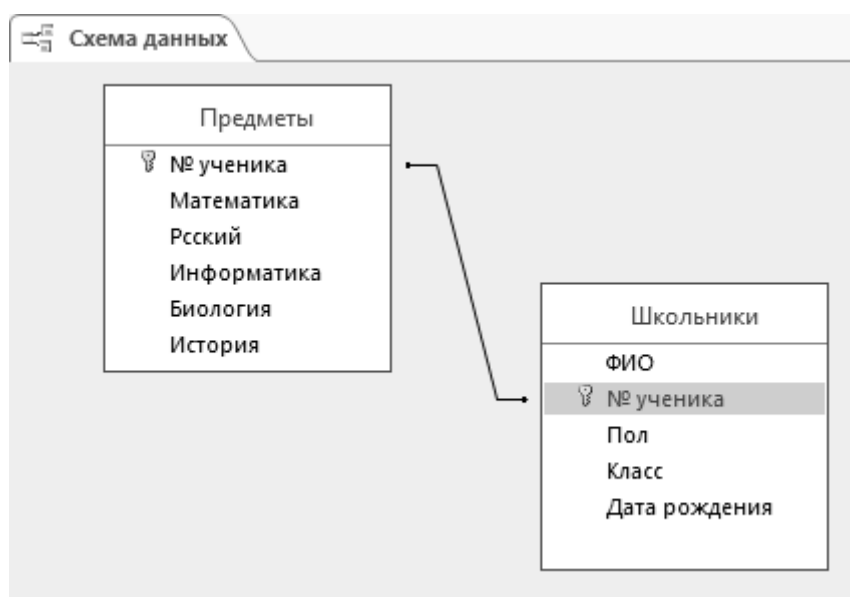 Схема данных
Предметы
№ ученика
Математика
Рсский
Информатика
Биология
История
Школьники
ФИО
№ ученика
Пол
Класс
Дата рождения